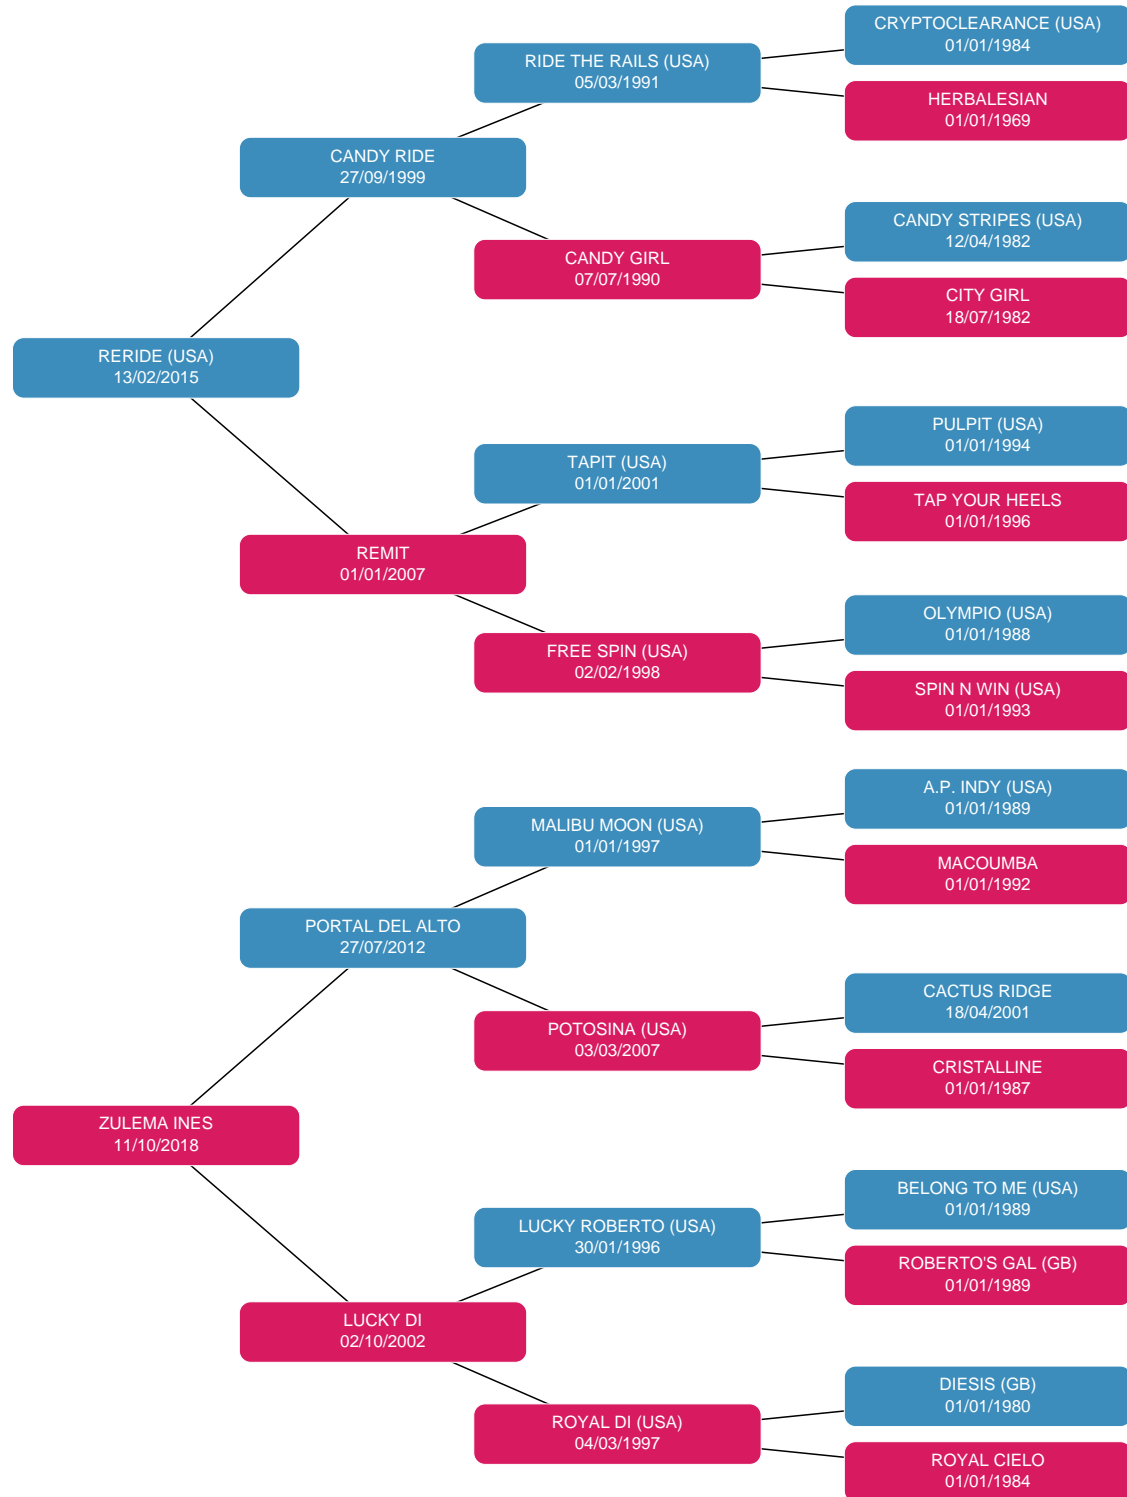 CRYPTOCLEARANCE (USA)
01/01/1984
RIDE THE RAILS (USA)
05/03/1991
HERBALESIAN
01/01/1969
CANDY RIDE
27/09/1999
CANDY STRIPES (USA)
12/04/1982
CANDY GIRL
07/07/1990
CITY GIRL
18/07/1982
RERIDE (USA)
13/02/2015
PULPIT (USA)
01/01/1994
TAPIT (USA)
01/01/2001
TAP YOUR HEELS
01/01/1996
REMIT
01/01/2007
OLYMPIO (USA)
01/01/1988
FREE SPIN (USA)
02/02/1998
SPIN N WIN (USA)
01/01/1993
A.P. INDY (USA)
01/01/1989
MALIBU MOON (USA)
01/01/1997
MACOUMBA
01/01/1992
PORTAL DEL ALTO
27/07/2012
CACTUS RIDGE
18/04/2001
POTOSINA (USA)
03/03/2007
CRISTALLINE
01/01/1987
ZULEMA INES
11/10/2018
BELONG TO ME (USA)
01/01/1989
LUCKY ROBERTO (USA)
30/01/1996
ROBERTO'S GAL (GB)
01/01/1989
LUCKY DI
02/10/2002
DIESIS (GB)
01/01/1980
ROYAL DI (USA)
04/03/1997
ROYAL CIELO
01/01/1984